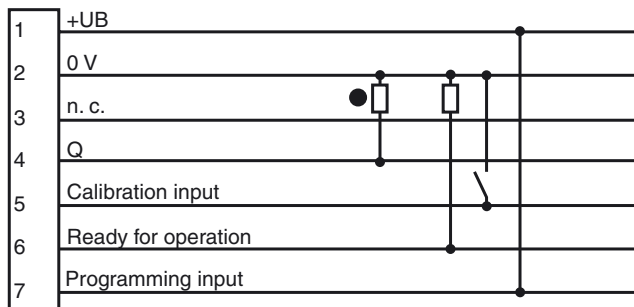 1 +UB
2 0 V
3 n. c.
4 Q
5 Calibration input
6 Ready for operation
7 Programming input